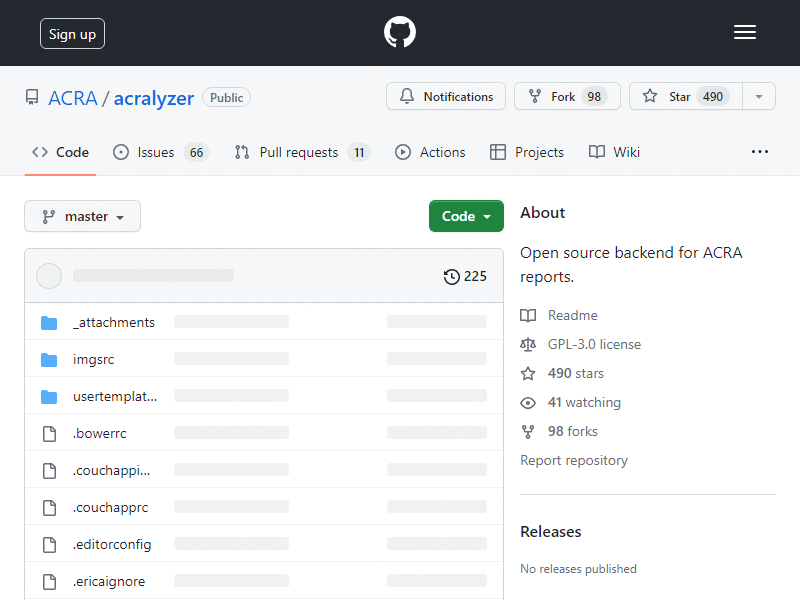 Sign up
ACRA / acralyzer Public
Notifications Fork 98 Star 490
Code Issues 66 Pull requests 11 Actions Projects Wiki
master Code
225
_attachments
imgsrc
usertemplat...
.bowerrc
.couchappi...
.couchapprc
.editorconfig
.ericaignore
About
Open source backend for ACRA
reports.
Readme
GPL-3.0 license
490 stars
41 watching
98 forks
Report repository
Releases
No releases published